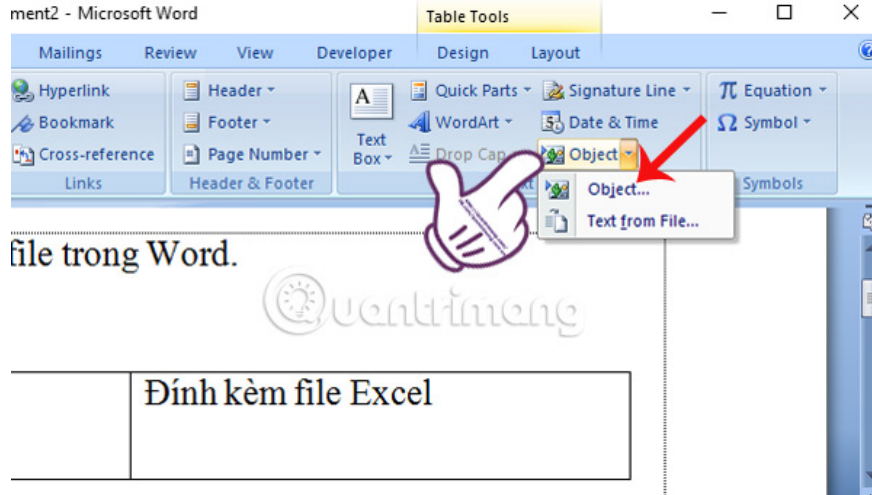 ment2 - Microsoft Word
Table Tools
Mailings Review View Developer Design Layout
Hyperlink
Bookmark
Cross-reference
Links
Header
Footer
Page Number
Header & Footer
A
Text
Box
Quick Parts
WordArt
Drop Cap
Signature Line
Date & Time
Object
Object...
Text from File...
π Equation
Ω Symbol
Symbols
file trong Word.
Quantrimang
Đính kèm file Excel